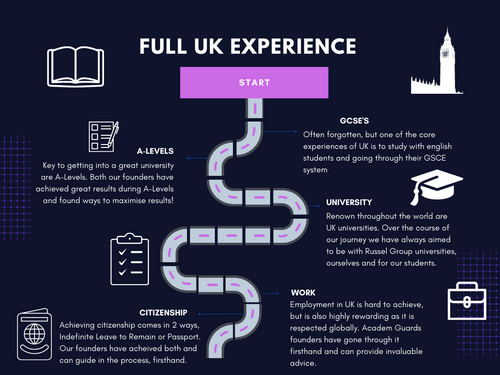 FULL UK EXPERIENCE
START
GCSE'S
Often forgotten, but one of the core
experiences of UK is to study with english
students and going through their GSCE
system
A-LEVELS
Key to getting into a great university
are A-Levels. Both our founders have
achieved great results during A-Levels
and found ways to maximise results!
UNIVERSITY
Renown throughout the world are
UK universities. Over the course of
our journey we have always aimed
to be with Russel Group universities,
ourselves and for our students.
WORK
Employment in UK is hard to achieve,
but is also highly rewarding as it is
respected globally. Academ Guards
founders have gone through it
firsthand and can provide invaluable
advice.
CITIZENSHIP
Achieving citizenship comes in 2 ways,
Indefinite Leave to Remain or Passport.
Our founders have acheived both and
can guide in the process, firsthand.